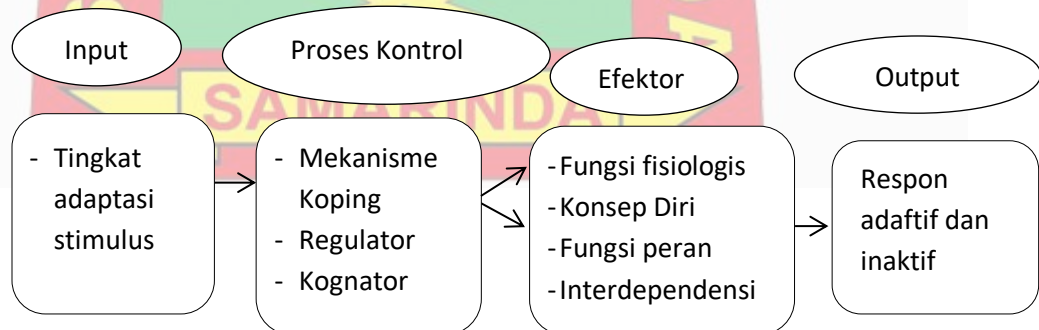 Input
Proses Kontrol
Efektor
Output
SAMARINDA
- Tingkat
adaptasi
stimulus
- Mekanisme
Koping
- Regulator
- Kognator
-Fungsi fisiologis
-Konsep Diri
-Fungsi peran
-Interdependensi
Respon
adaftif dan
inaktif